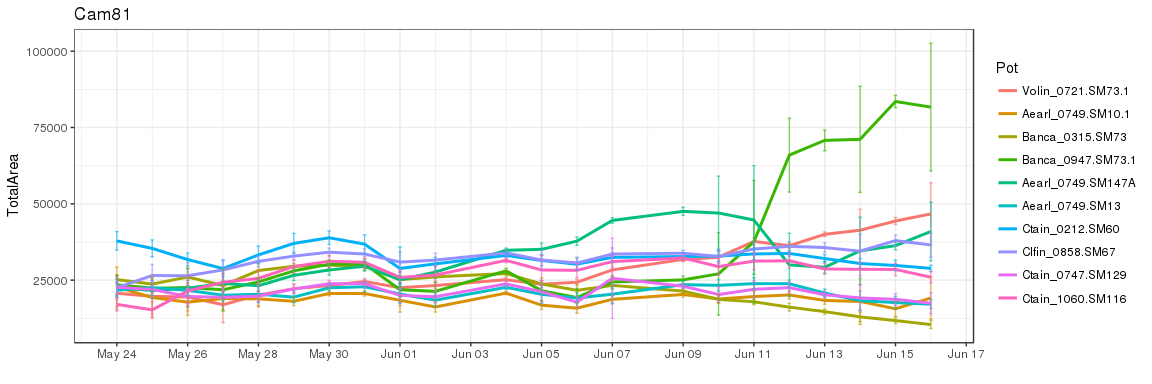 Cam81
TotalArea
100000
75000
50000
25000
May 24
May 26
May 28
May 30
Jun 01
Jun 03
Jun 05
Jun 07
Jun 09
Jun 11
Jun 13
Jun 15
Jun 17
Pot
Volin_0721.SM73.1
Aearl_0749.SM10.1
Banca_0315.SM73
Banca_0947.SM73.1
Aearl_0749.SM147A
Aearl_0749.SM13
Ctain_0212.SM60
Clfin_0858.SM67
Ctain_0747.SM129
Ctain_1060.SM116